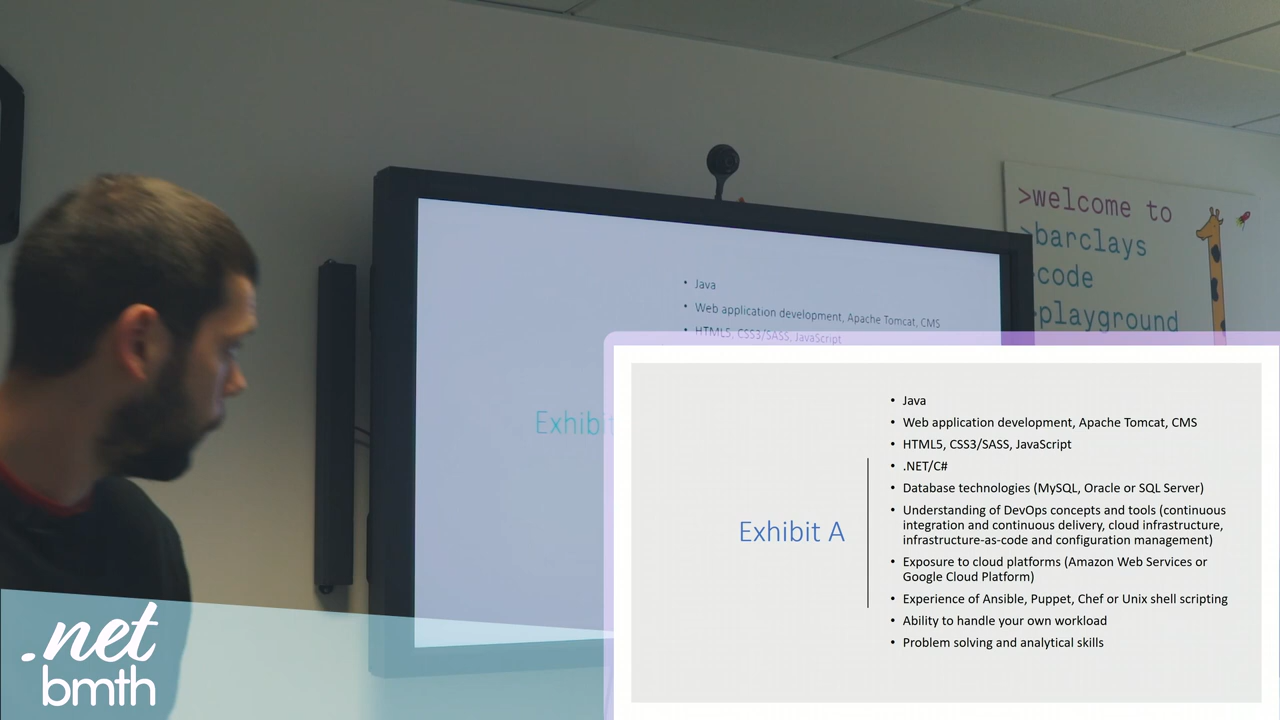 >welcome to
>barclays
code
playground
• Java
• Web application development, Apache Tomcat, CMS
• HTML5, CSS3/SASS, JavaScript
Exhibit
Exhibit A
• Java
• Web application development, Apache Tomcat, CMS
• HTML5, CSS3/SASS, JavaScript
• .NET/C#
• Database technologies (MySQL, Oracle or SQL Server)
• Understanding of DevOps concepts and tools (continuous
integration and continuous delivery, cloud infrastructure,
infrastructure-as-code and configuration management)
• Exposure to cloud platforms (Amazon Web Services or
Google Cloud Platform)
• Experience of Ansible, Puppet, Chef or Unix shell scripting
• Ability to handle your own workload
• Problem solving and analytical skills
.net
bmth